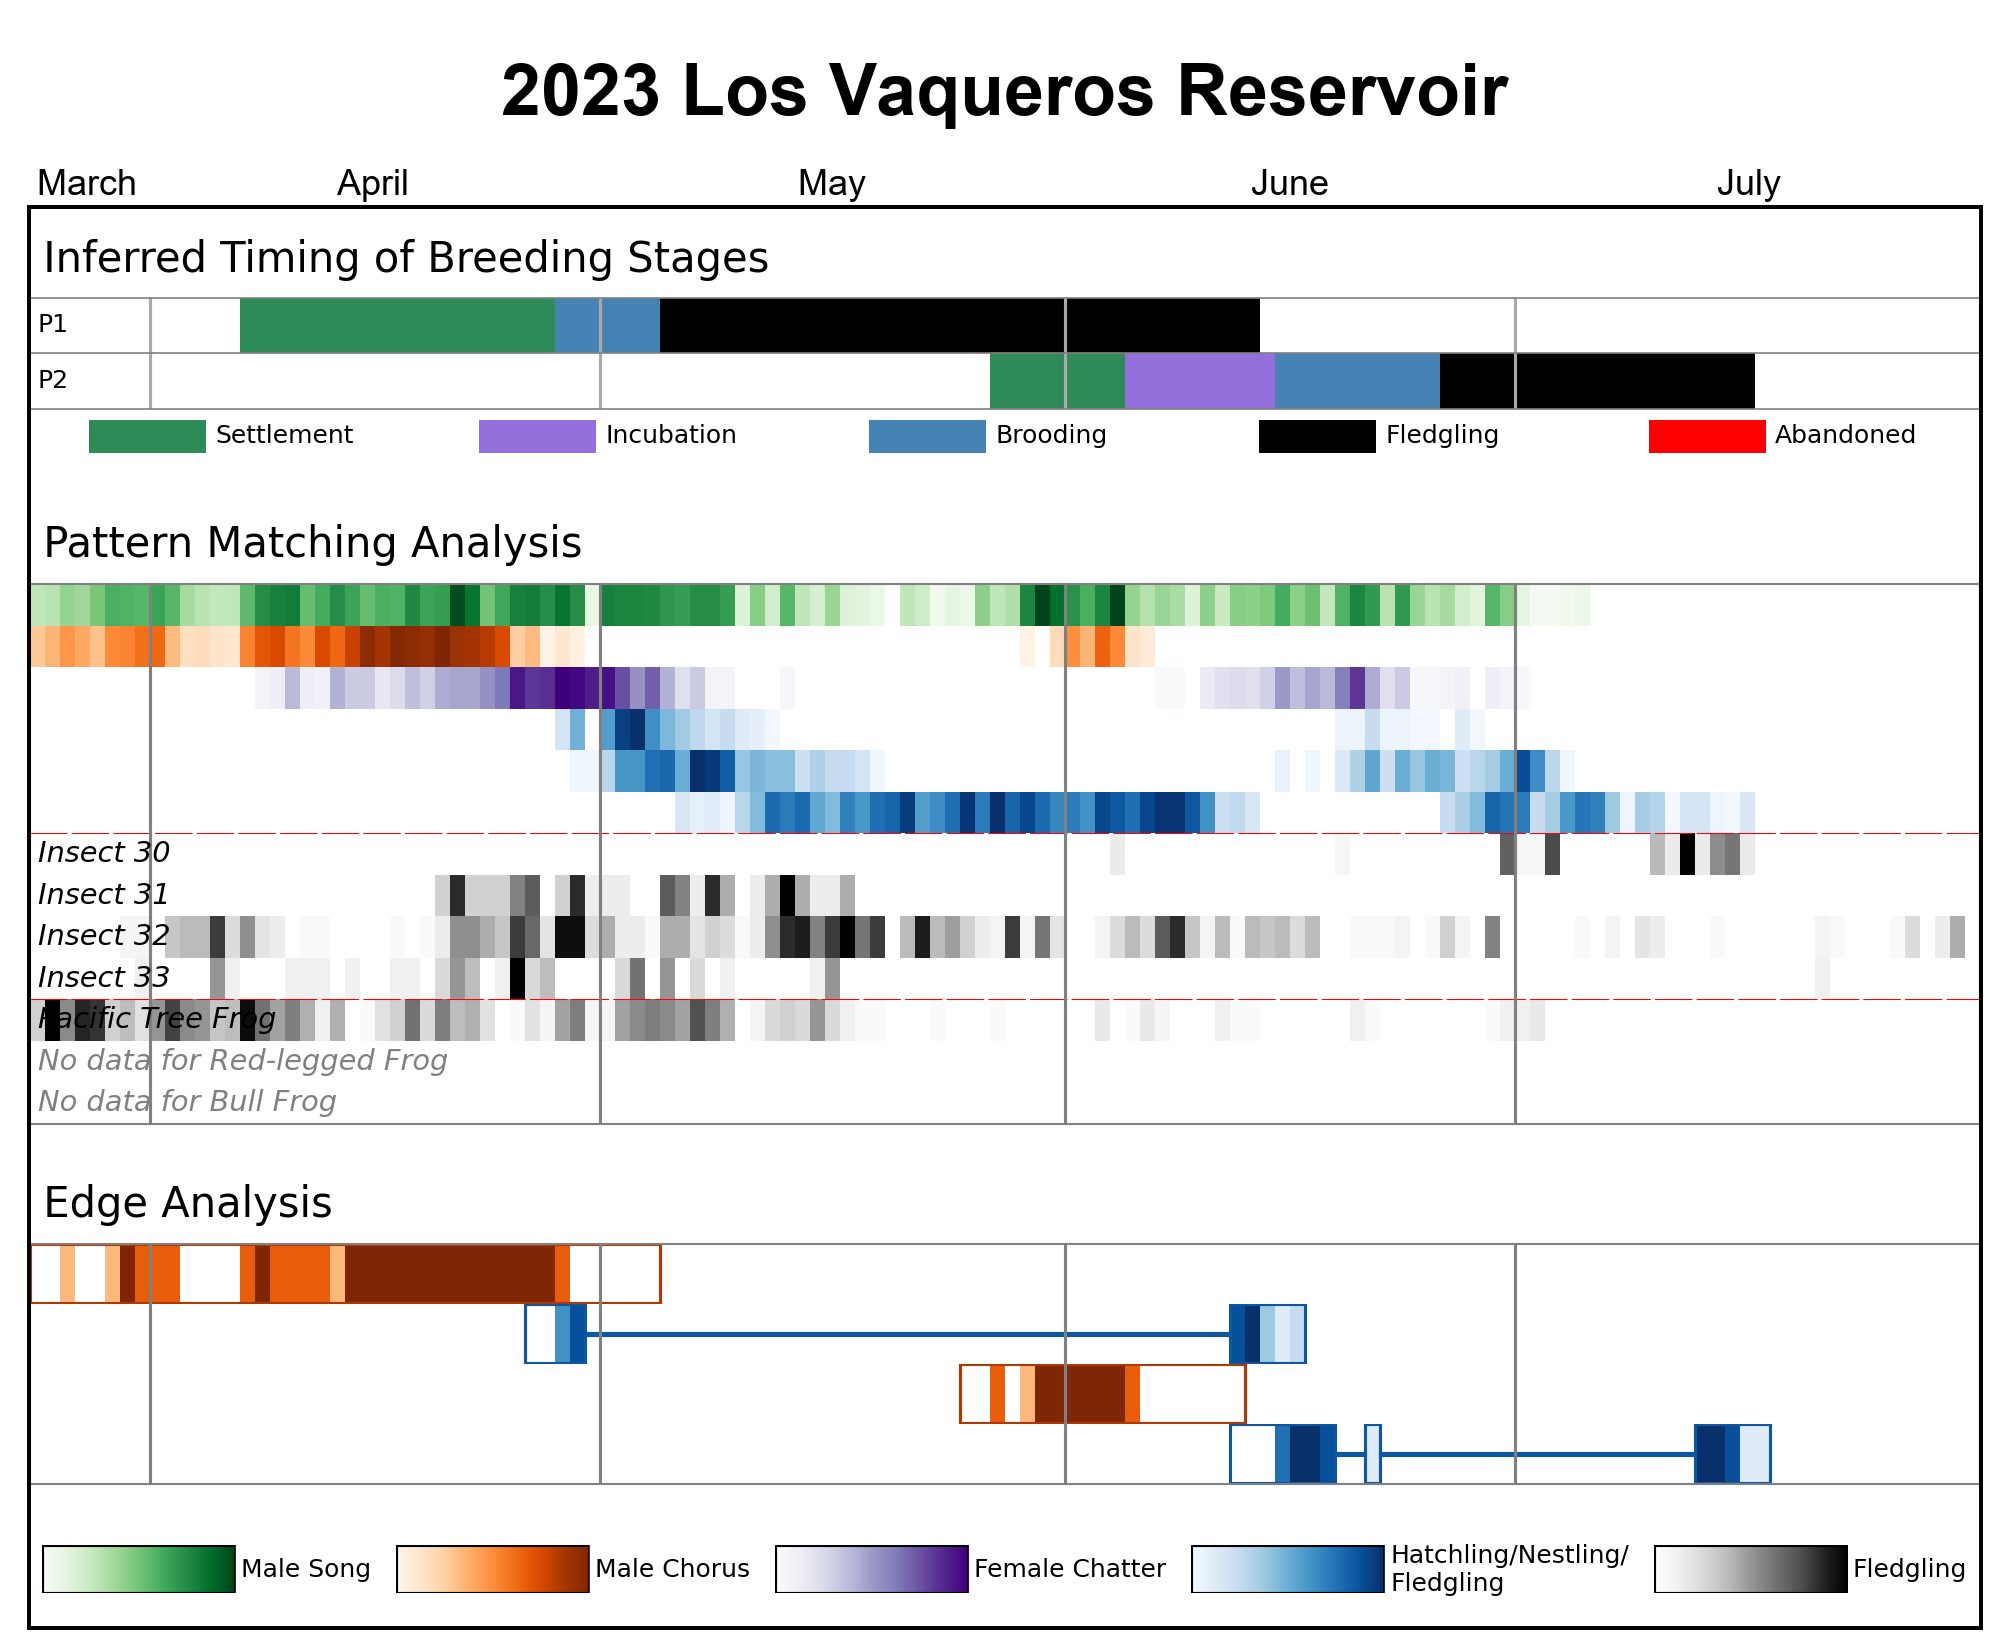 2023 Los Vaqueros Reservoir
March April May June July
Inferred Timing of Breeding Stages
P1
P2
Settlement Incubation Brooding Fledgling Abandoned
Pattern Matching Analysis
Insect 30
Insect 31
Insect 32
Insect 33
Pacific Tree Frog
No data for Red-legged Frog
No data for Bull Frog
Edge Analysis
Male Song Male Chorus Female Chatter Hatchling/Nestling/
Fledgling Fledgling